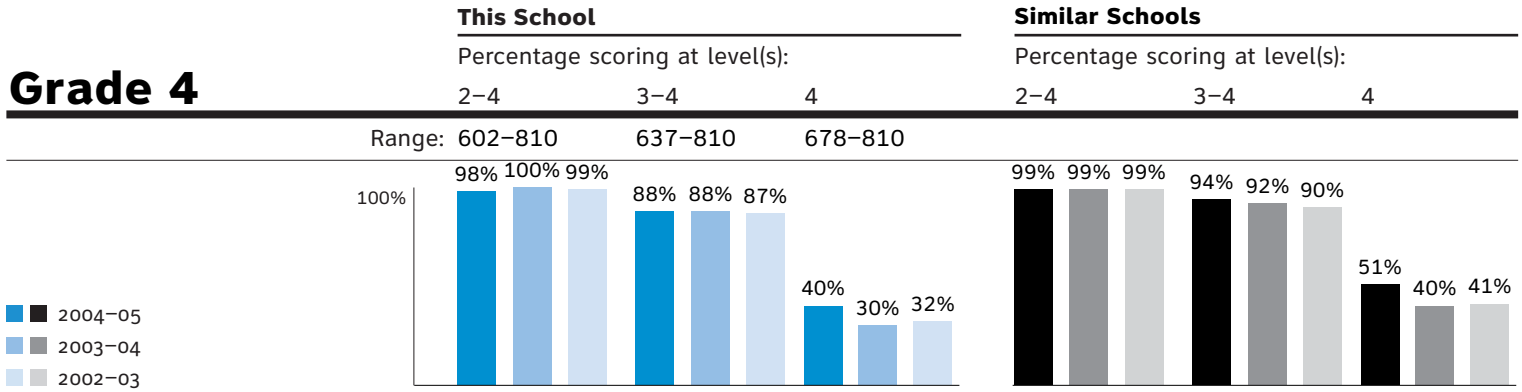 This School
Similar Schools
Percentage scoring at level(s):
Percentage scoring at level(s):
Grade 4
2–4 3–4 4
2–4 3–4 4
Range: 602–810 637–810 678–810
98% 100% 99% 88% 88% 87% 40% 30% 32%
99% 99% 99% 94% 92% 90% 51% 40% 41%
100%
2004–05
2003–04
2002–03